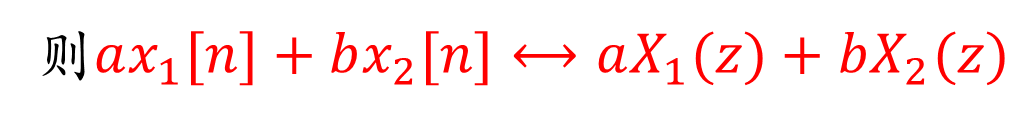 则ax₁[n] + bx₂[n] ⟷ aX₁(z) + bX₂(z)